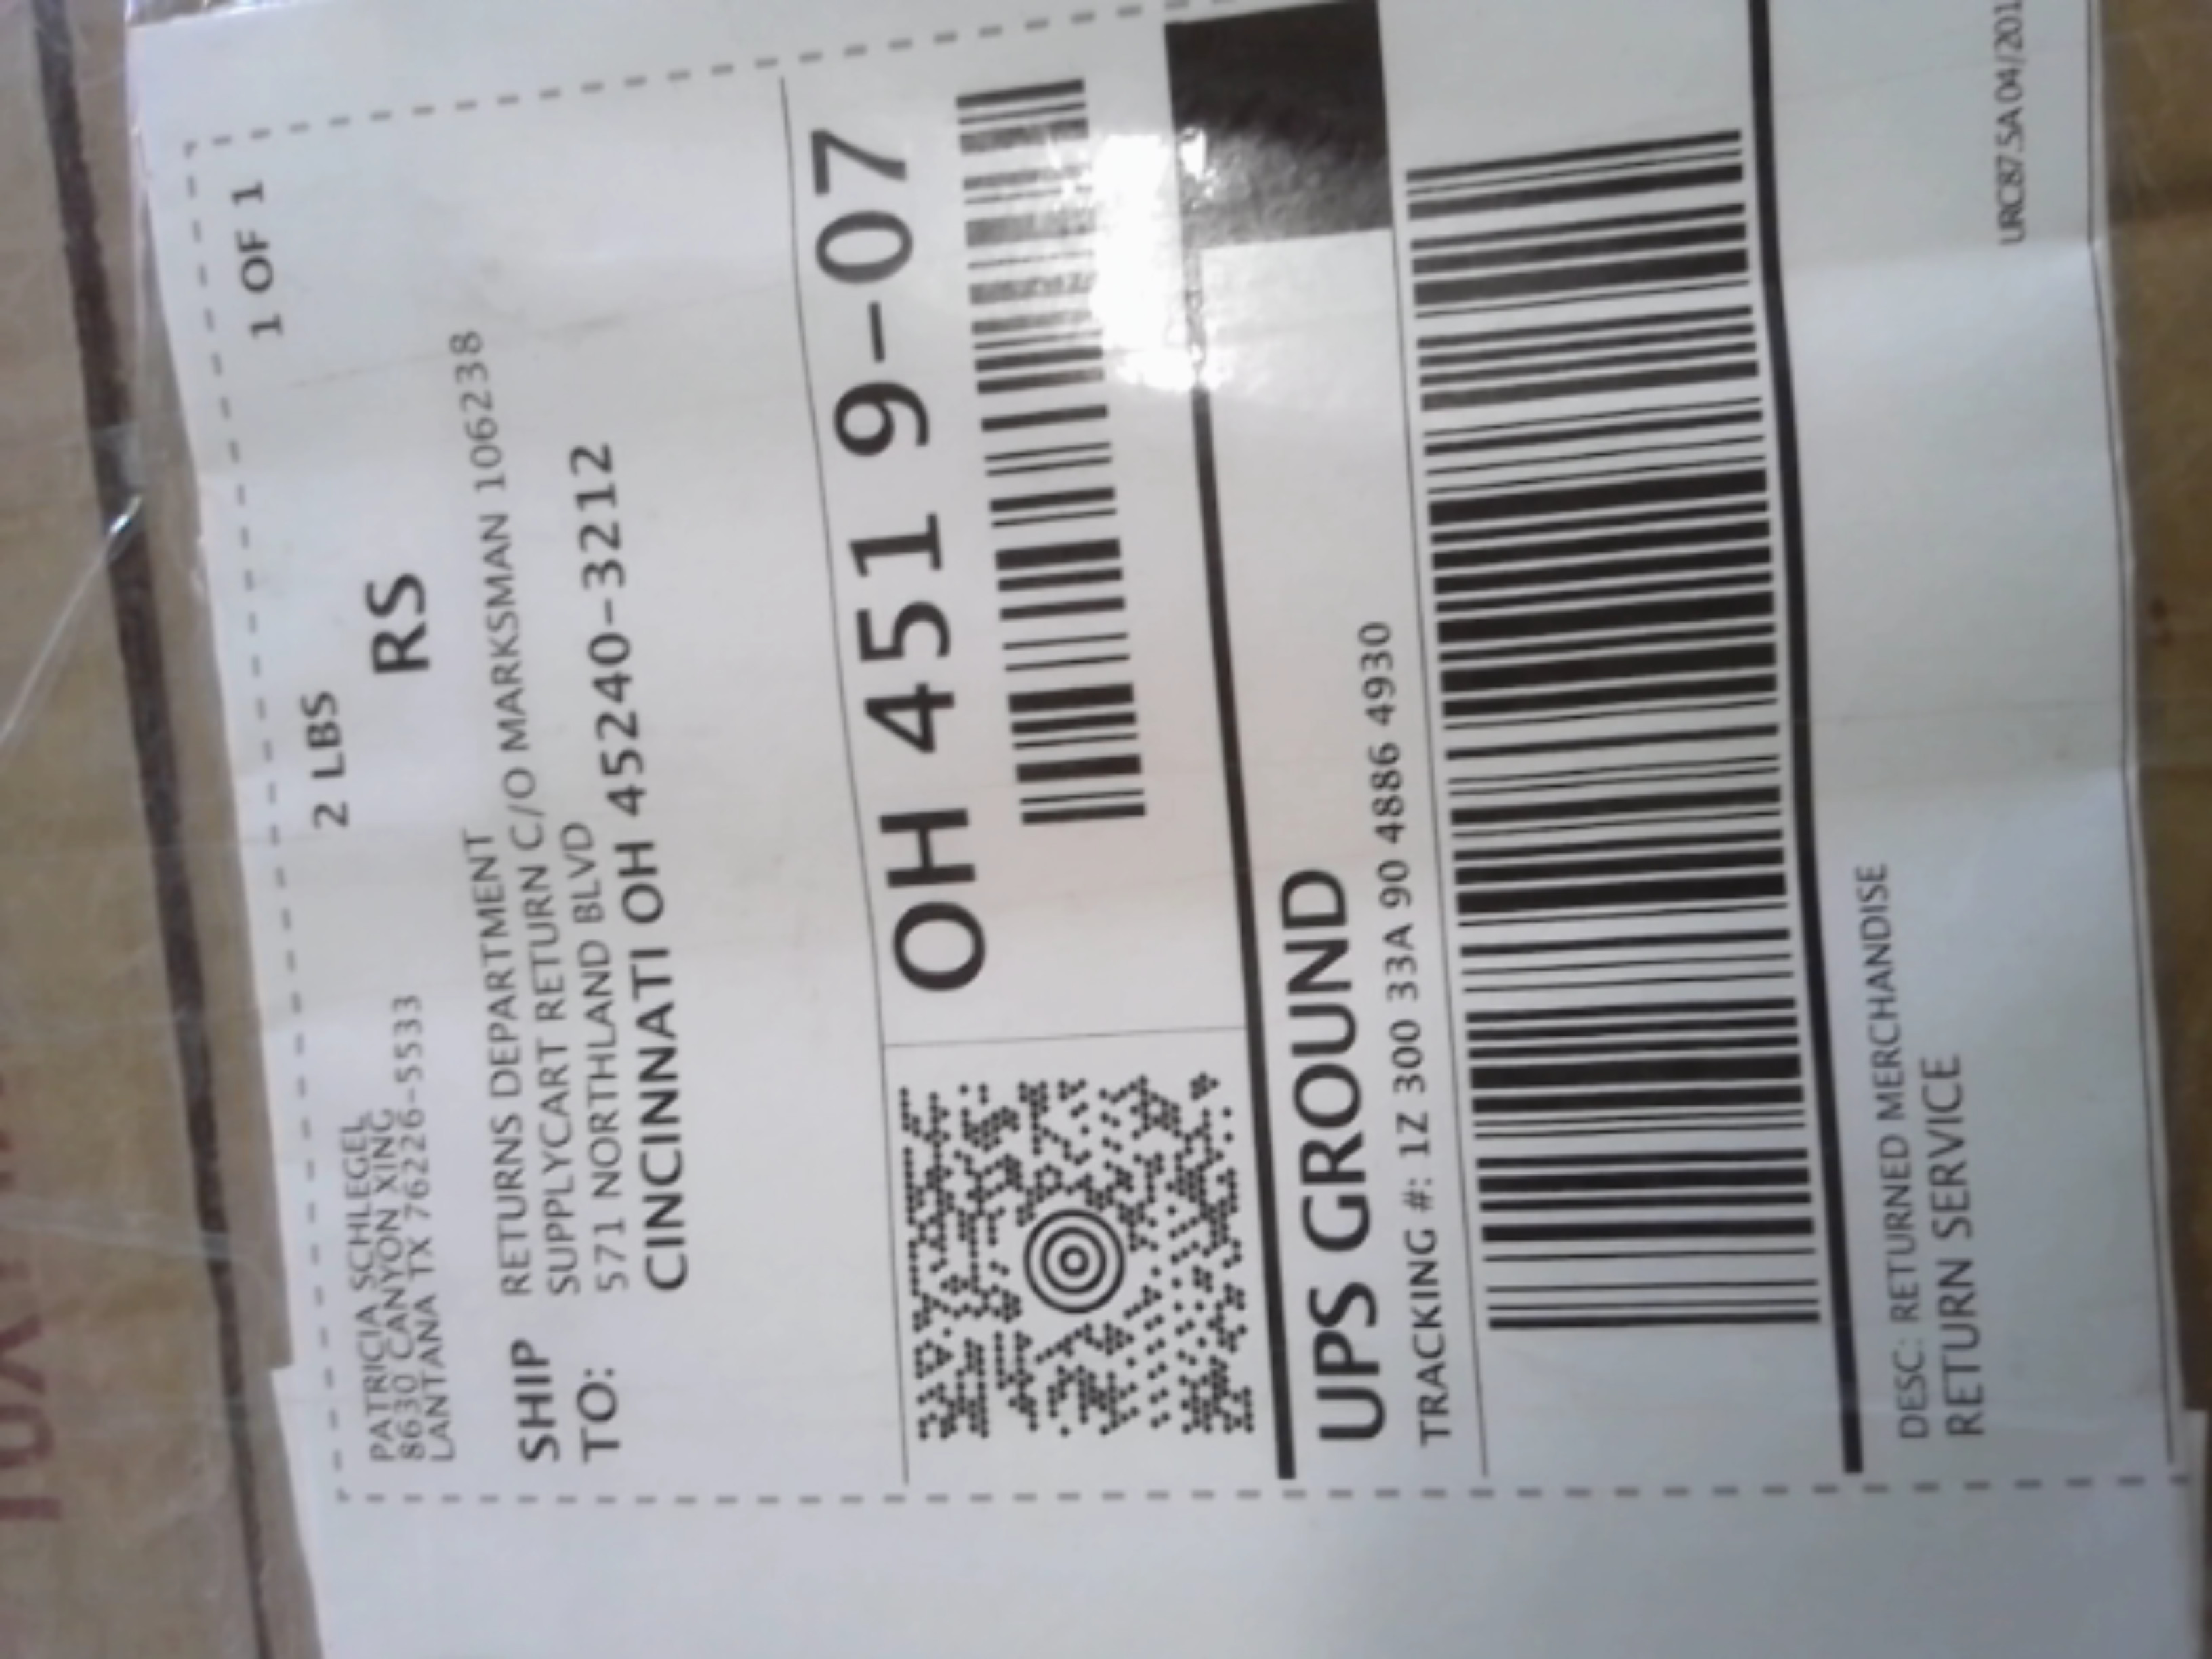 1 OF 1
2 LBS
RS
PATRICIA SCHLEGEL
8630 CANYON XING
LANTANA TX 76226-5533
SHIP
TO:
RETURNS DEPARTMENT
SUPPLYCART RETURN C/O MARKSMAN 106238
571 NORTHLAND BLVD
CINCINNATI OH 45240-3212
OH 451 9-07
UPS GROUND
TRACKING #: 1Z 300 33A 90 4886 4930
DESC: RETURNED MERCHANDISE
RETURN SERVICE